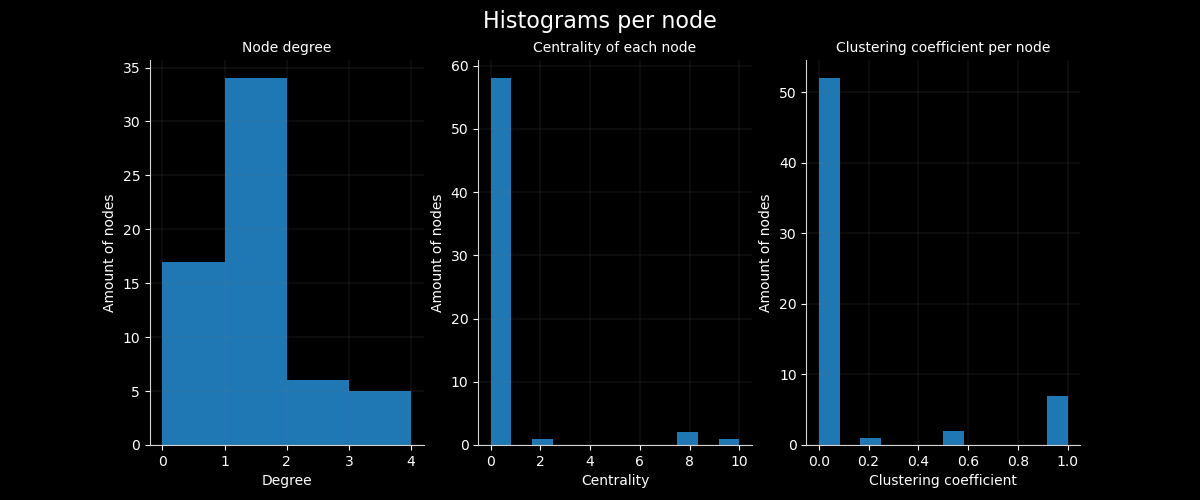 Histograms per node
Node degree
Amount of nodes
35
30
25
20
15
10
5
0
0 1 2 3 4
Degree
Centrality of each node
Amount of nodes
60
50
40
30
20
10
0
0 2 4 6 8 10
Centrality
Clustering coefficient per node
Amount of nodes
50
40
30
20
10
0
0.0 0.2 0.4 0.6 0.8 1.0
Clustering coefficient